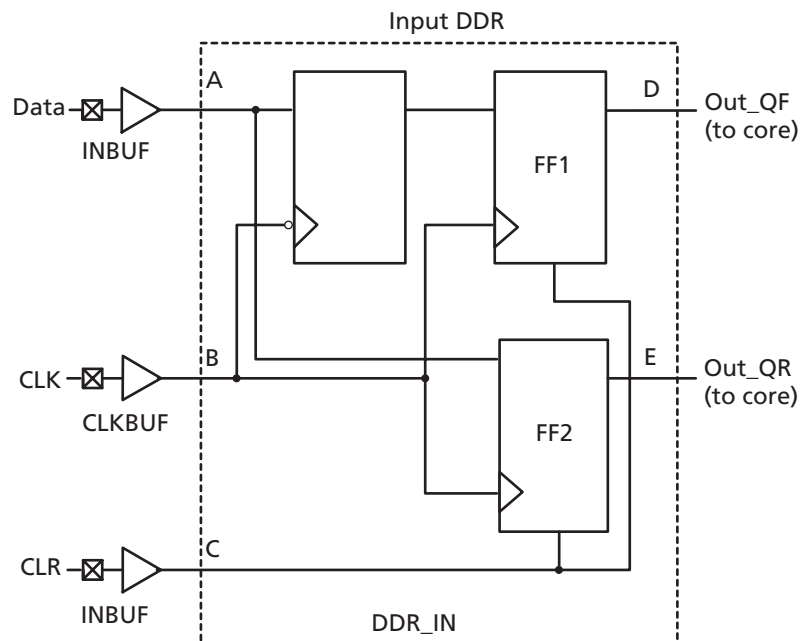 Input DDR
A
D
Data
Out_QF
(to core)
INBUF
FF1
B
E
CLK
Out_QR
(to core)
CLKBUF
FF2
C
CLR
INBUF
DDR_IN